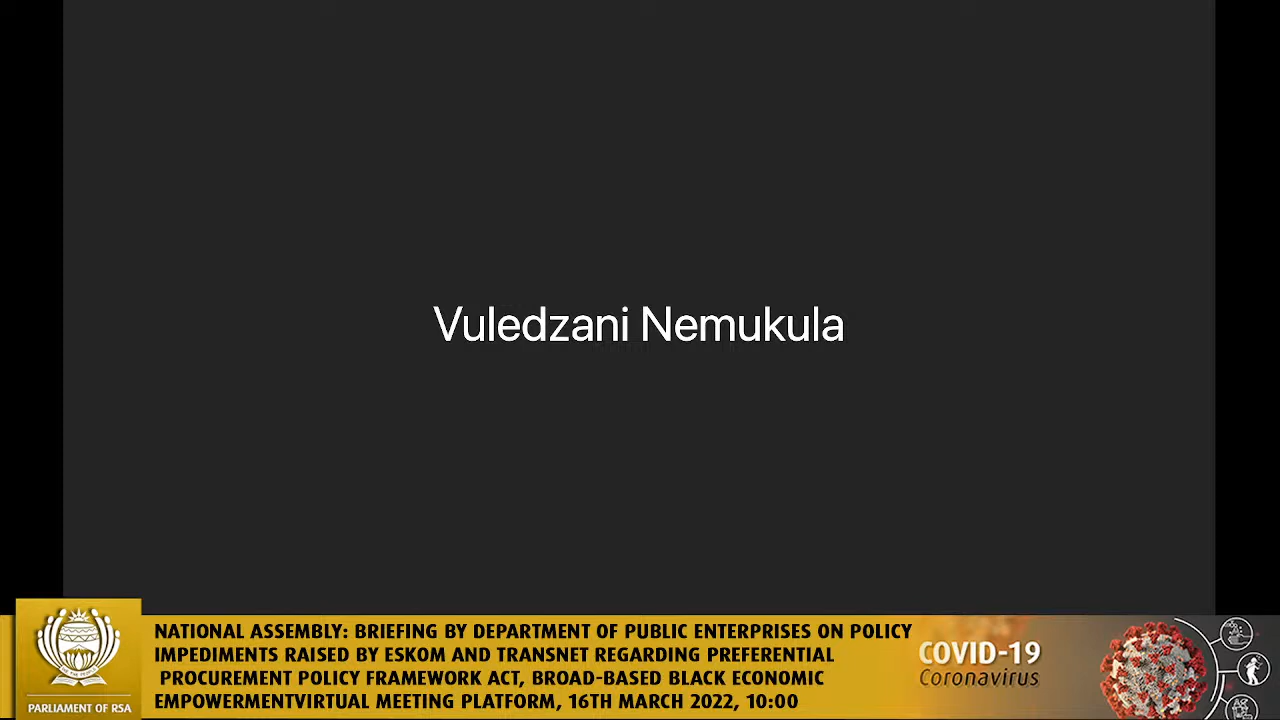 Vuledzani Nemukula
NATIONAL ASSEMBLY: BRIEFING BY DEPARTMENT OF PUBLIC ENTERPRISES ON POLICY
IMPEDIMENTS RAISED BY ESKOM AND TRANSNET REGARDING PREFERENTIAL
PROCUREMENT POLICY FRAMEWORK ACT, BROAD-BASED BLACK ECONOMIC
EMPOWERMENTVIRTUAL MEETING PLATFORM, 16TH MARCH 2022, 10:00
PARLIAMENT OF RSA
COVID-19
Coronavirus